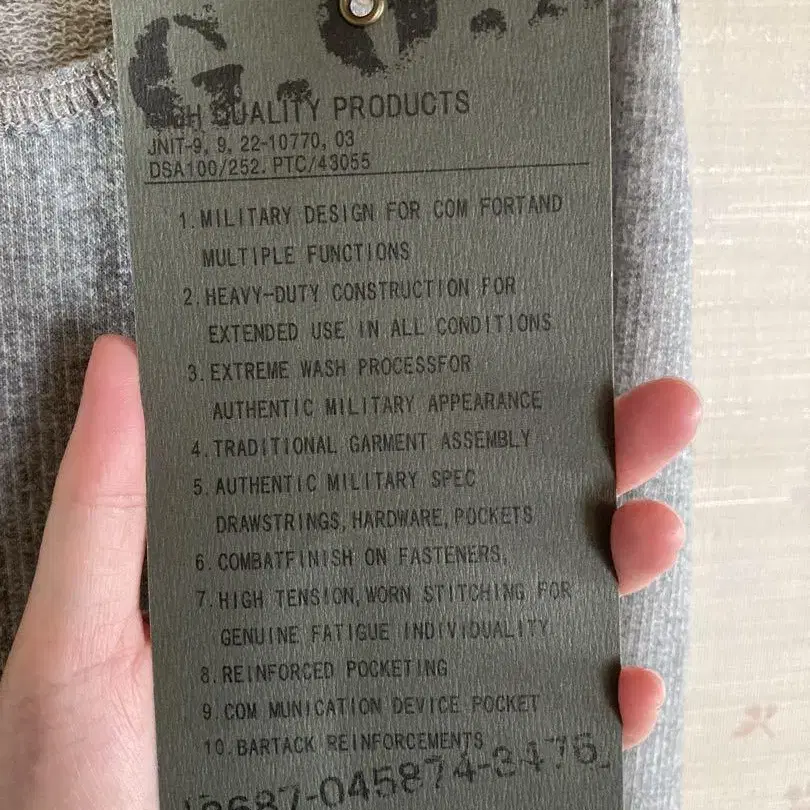 G.
HIGH QUALITY PRODUCTS
JNIT-9, 9, 22-10770, 03
DSA100/252. PTC/43055
1. MILITARY DESIGN FOR COM FORTAND
MULTIPLE FUNCTIONS
2. HEAVY-DUTY CONSTRUCTION FOR
EXTENDED USE IN ALL CONDITIONS
3. EXTREME WASH PROCESSFOR
AUTHENTIC MILITARY APPEARANCE
4. TRADITIONAL GARMENT ASSEMBLY
5. AUTHENTIC MILITARY SPEC
DRAWSTRINGS, HARDWARE, POCKETS
6. COMBATFINISH ON FASTENERS,
7. HIGH TENSION, WORN STITCHING FOR
GENUINE FATIGUE INDIVIDUALITY
8. REINFORCED POCKETING
9. COM MUNICATION DEVICE POCKET
10. BARTACK REINFORCEMENTS